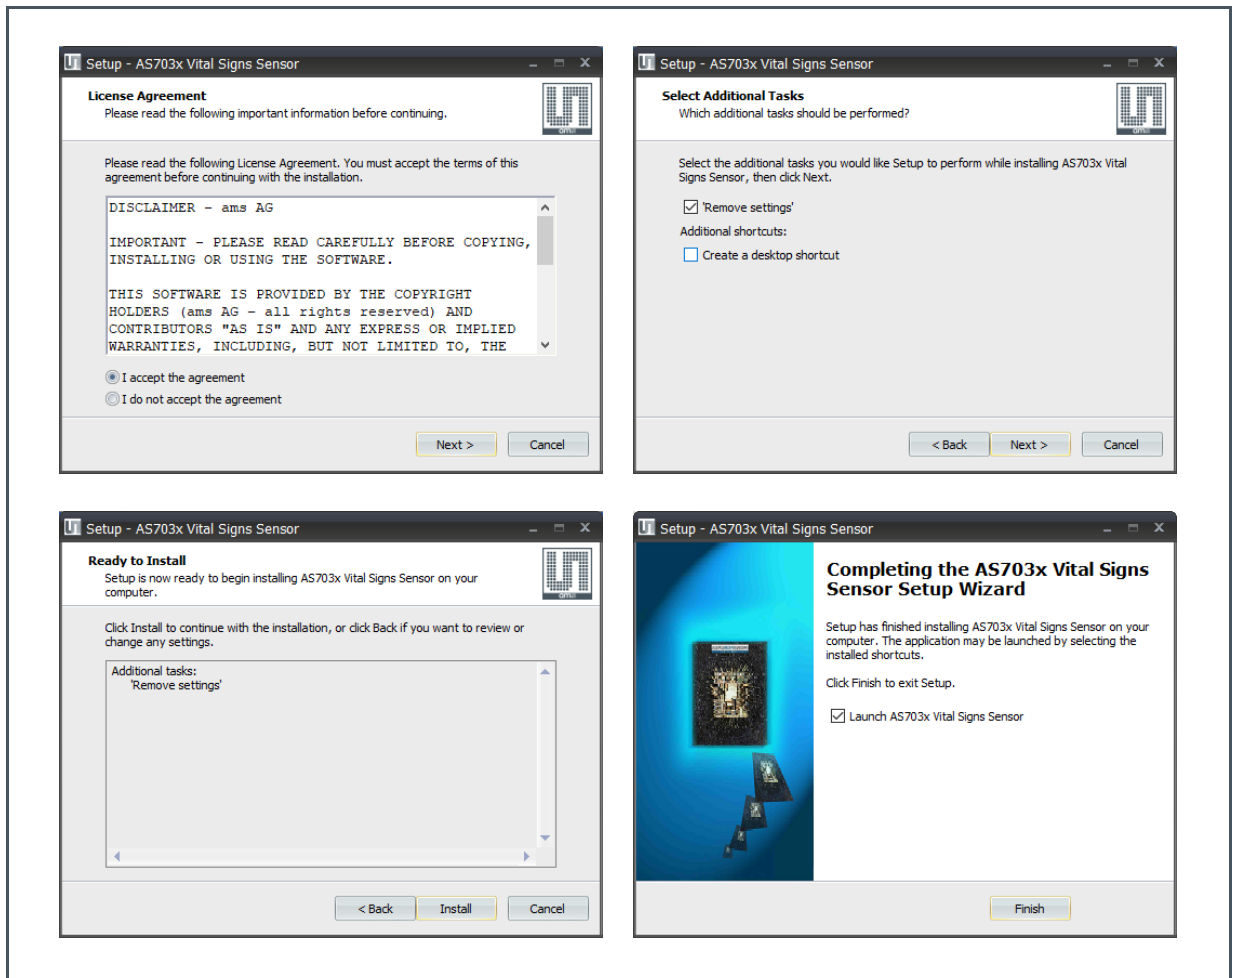 Setup - AS703x Vital Signs Sensor
License Agreement
Please read the following important information before continuing.
ams
Please read the following License Agreement. You must accept the terms of this
agreement before continuing with the installation.
DISCLAIMER - ams AG
IMPORTANT - PLEASE READ CAREFULLY BEFORE COPYING,
INSTALLING OR USING THE SOFTWARE.
THIS SOFTWARE IS PROVIDED BY THE COPYRIGHT
HOLDERS (ams AG - all rights reserved) AND
CONTRIBUTORS "AS IS" AND ANY EXPRESS OR IMPLIED
WARRANTIES, INCLUDING, BUT NOT LIMITED TO, THE
I accept the agreement
I do not accept the agreement
Next >
Cancel
Setup - AS703x Vital Signs Sensor
Select Additional Tasks
Which additional tasks should be performed?
ams
Select the additional tasks you would like Setup to perform while installing AS703x Vital
Signs Sensor, then click Next.
'Remove settings'
Additional shortcuts:
Create a desktop shortcut
< Back
Next >
Cancel
Setup - AS703x Vital Signs Sensor
Ready to Install
Setup is now ready to begin installing AS703x Vital Signs Sensor on your
computer.
ams
Click Install to continue with the installation, or click Back if you want to review or
change any settings.
Additional tasks:
'Remove settings'
< Back
Install
Cancel
Setup - AS703x Vital Signs Sensor
Completing the AS703x Vital Signs
Sensor Setup Wizard
Setup has finished installing AS703x Vital Signs Sensor on your
computer. The application may be launched by selecting the
installed shortcuts.
Click Finish to exit Setup.
Launch AS703x Vital Signs Sensor
Finish